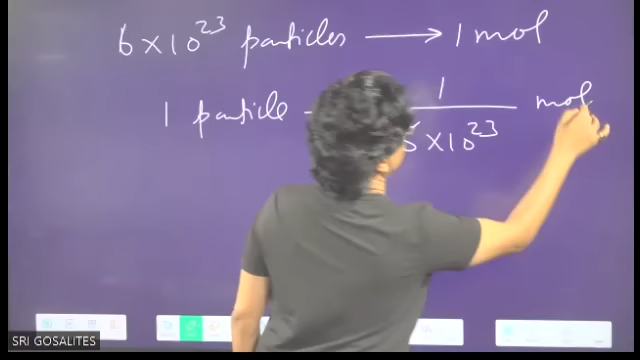 6 × 10²³ particles → 1 mol
1 particle 1 mol
× 10²³
SRI GOSALITES